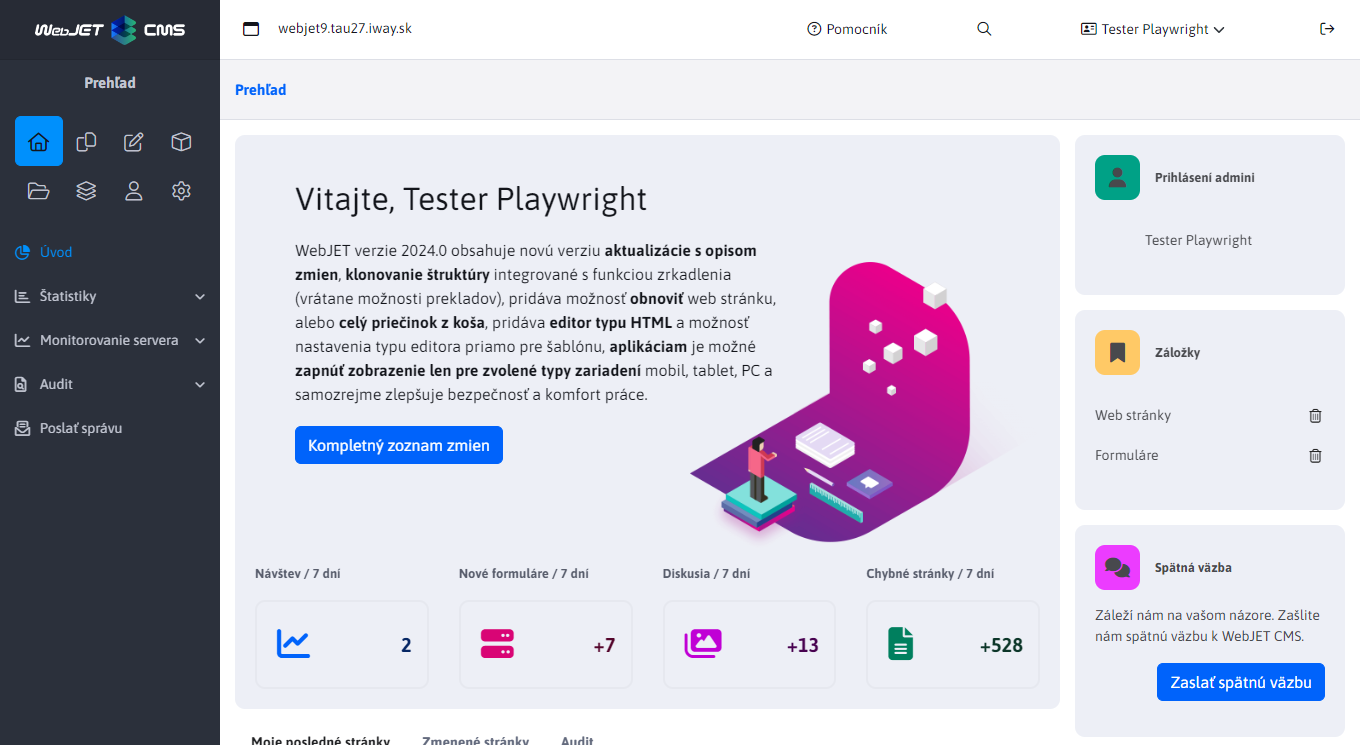 WebJET CMS
webjet9.tau27.iway.sk
Pomocník
Tester Playwright
Prehľad
Úvod
Štatistiky
Monitorovanie servera
Audit
Poslať správu
Prehľad
Vitajte, Tester Playwright
WebJET verzie 2024.0 obsahuje novú verziu aktualizácie s opisom
zmien, klonovanie štruktúry integrované s funkciou zrkadlenia
(vrátane možnosti prekladov), pridáva možnosť obnoviť web stránku,
alebo celý priečinok z koša, pridáva editor typu HTML a možnosť
nastavenia typu editora priamo pre šablónu, aplikáciam je možné
zapnúť zobrazenie len pre zvolené typy zariadení mobil, tablet, PC a
samozrejme zlepšuje bezpečnosť a komfort práce.
Kompletný zoznam zmien
Návštev / 7 dní
2
Nové formuláre / 7 dní
+7
Diskusia / 7 dní
+13
Chybné stránky / 7 dní
+528
Moje posledné stránky
Zmenené stránky
Audit
Prihlásení admini
Tester Playwright
Záložky
Web stránky
Formuláre
Spätná väzba
Záleží nám na vašom názore. Zašlite
nám spätnú väzbu k WebJET CMS.
Zaslať spätnú väzbu